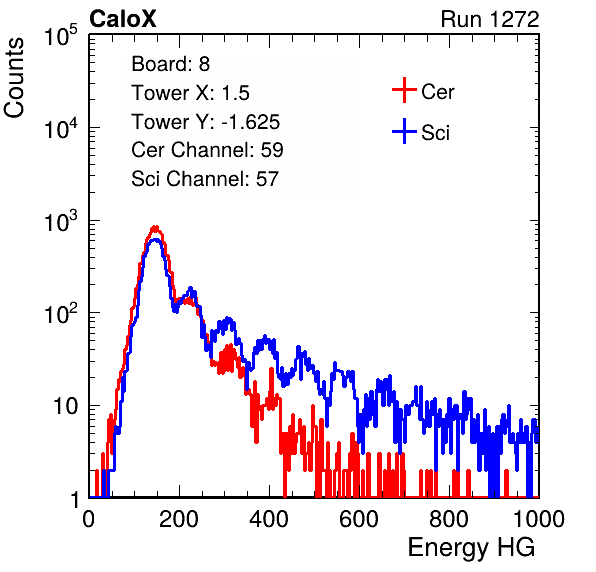 CaloX Run 1272
Counts
10^5
10^4
10^3
10^2
10
1
Board: 8
Tower X: 1.5
Tower Y: -1.625
Cer Channel: 59
Sci Channel: 57
Cer
Sci
0 200 400 600 800 1000
Energy HG